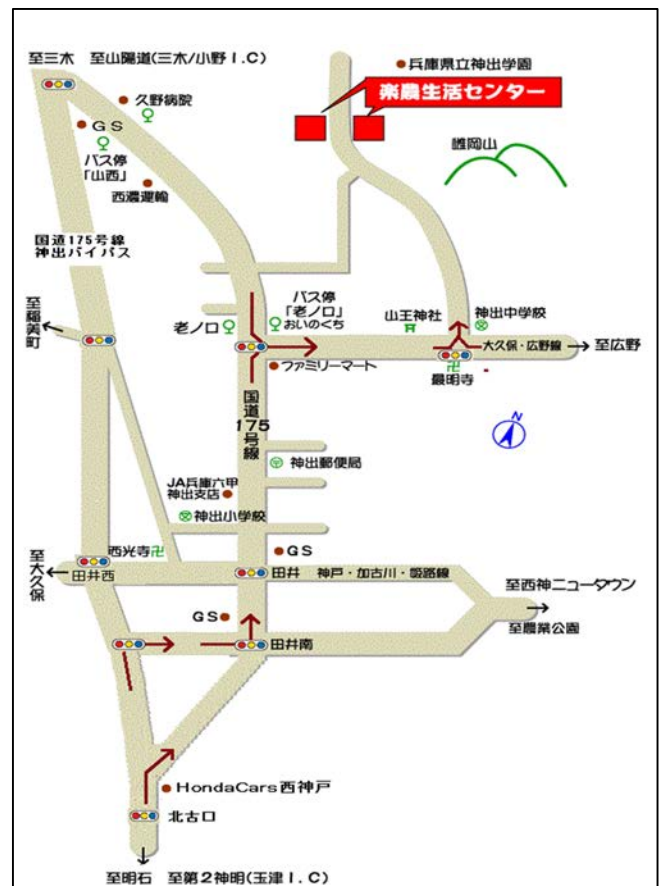 至三木　至山陽道(三木/小野I.C)
兵庫県立神出学園
楽農生活センター
久野病院
GS
バス停
「山西」
西濃運輸
雌岡山
国道175号線
神出バイパス
至稲美町
老ノ口
バス停
「老ノ口」
おいのくち
山王神社
神出中学校
大久保・広野線
至広野
ファミリーマート
最明寺
N
国道175号線
神出郵便局
JA兵庫六甲
神出支店
神出小学校
至大久保
西光寺
田井西
GS
田井
神戸・加古川・姫路線
至西神ニュータウン
至農業公園
GS
田井南
HondaCars西神戸
北古口
至明石　至第2神明(玉津I.C)